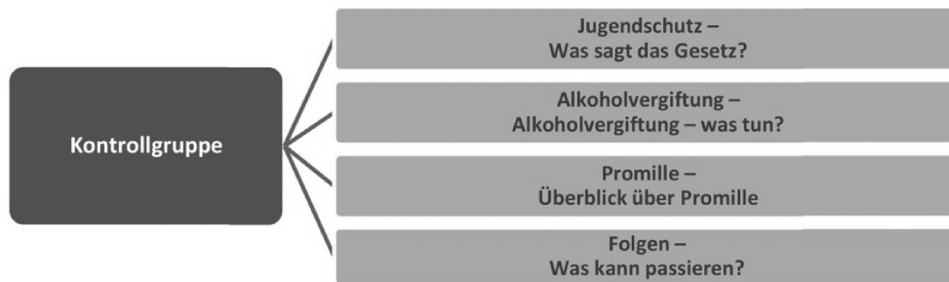 Kontrollgruppe
Jugendschutz –
Was sagt das Gesetz?
Alkoholvergiftung –
Alkoholvergiftung – was tun?
Promille –
Überblick über Promille
Folgen –
Was kann passieren?